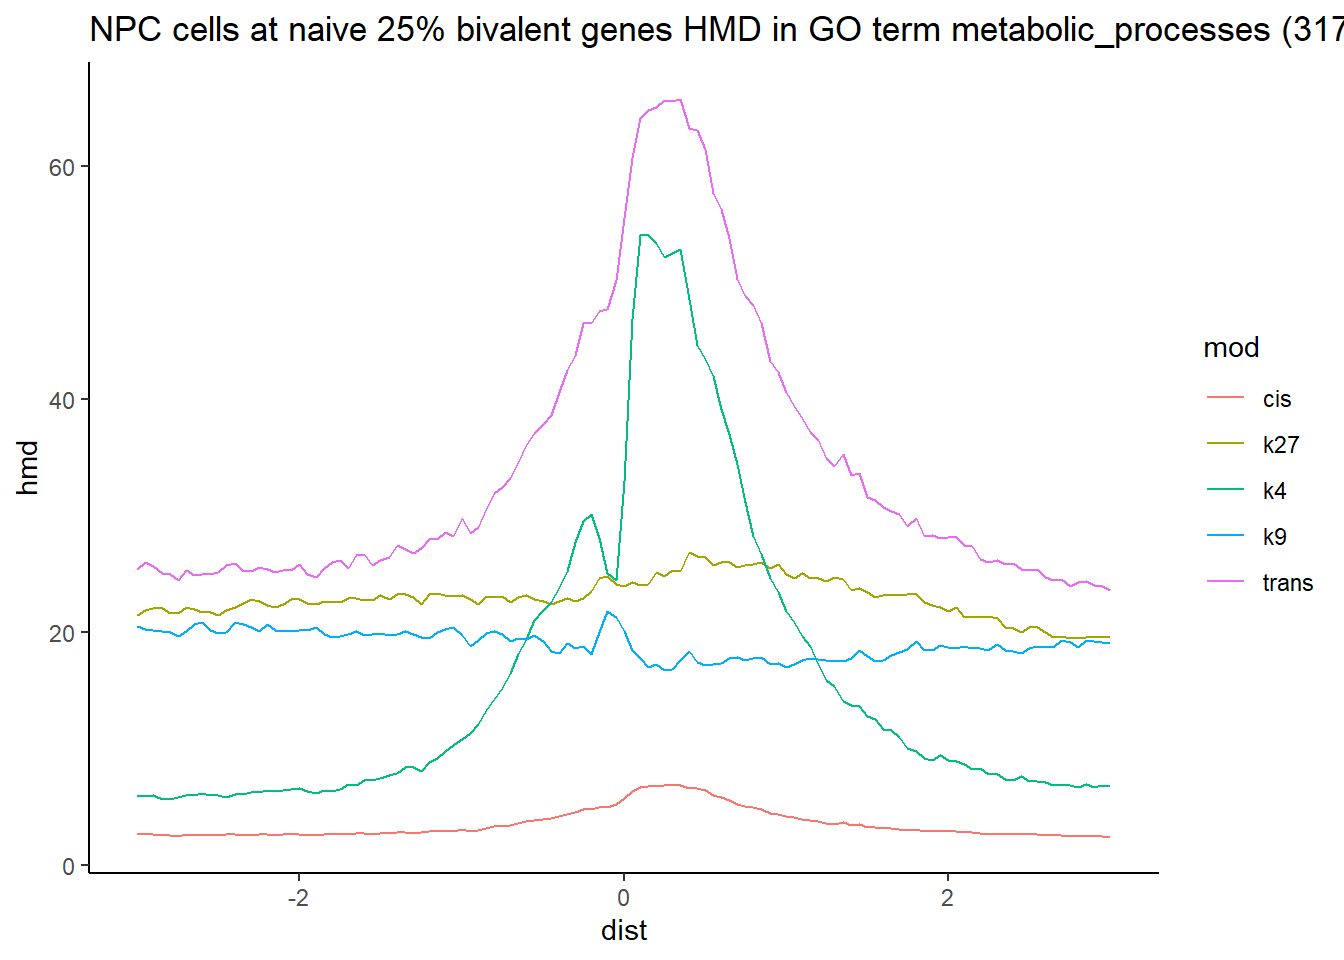 NPC cells at naive 25% bivalent genes HMD in GO term metabolic_processes (317
60
40
20
0
hmd
-2
0
2
dist
mod
cis
k27
k4
k9
trans